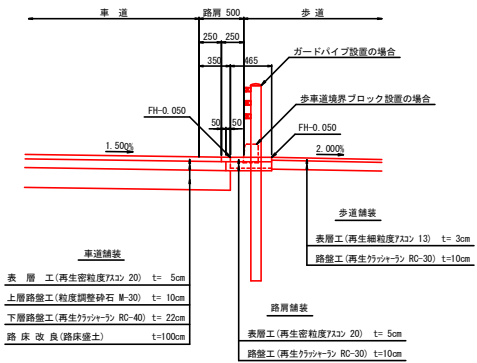 車 道 路肩 500 歩 道
250 250
350 465
ガードパイプ設置の場合
歩車道境界ブロック設置の場合
FH-0.050
50 50
FH-0.050
1.500%
2.000%
歩道舗装
表層工(再生細粒度アスコン 13) t= 3cm
路盤工(再生クラッシャーラン RC-30) t=10cm
車道舗装
表 層 工(再生密粒度アスコン 20) t= 5cm
上層路盤工(粒度調整砕石 M-30) t= 10cm
下層路盤工(再生クラッシャーラン RC-40) t= 22cm
路 床 改 良(路床盛土) t=100cm
路肩舗装
表層工(再生密粒度アスコン 20) t= 5cm
路盤工(再生クラッシャーラン RC-30) t=10cm